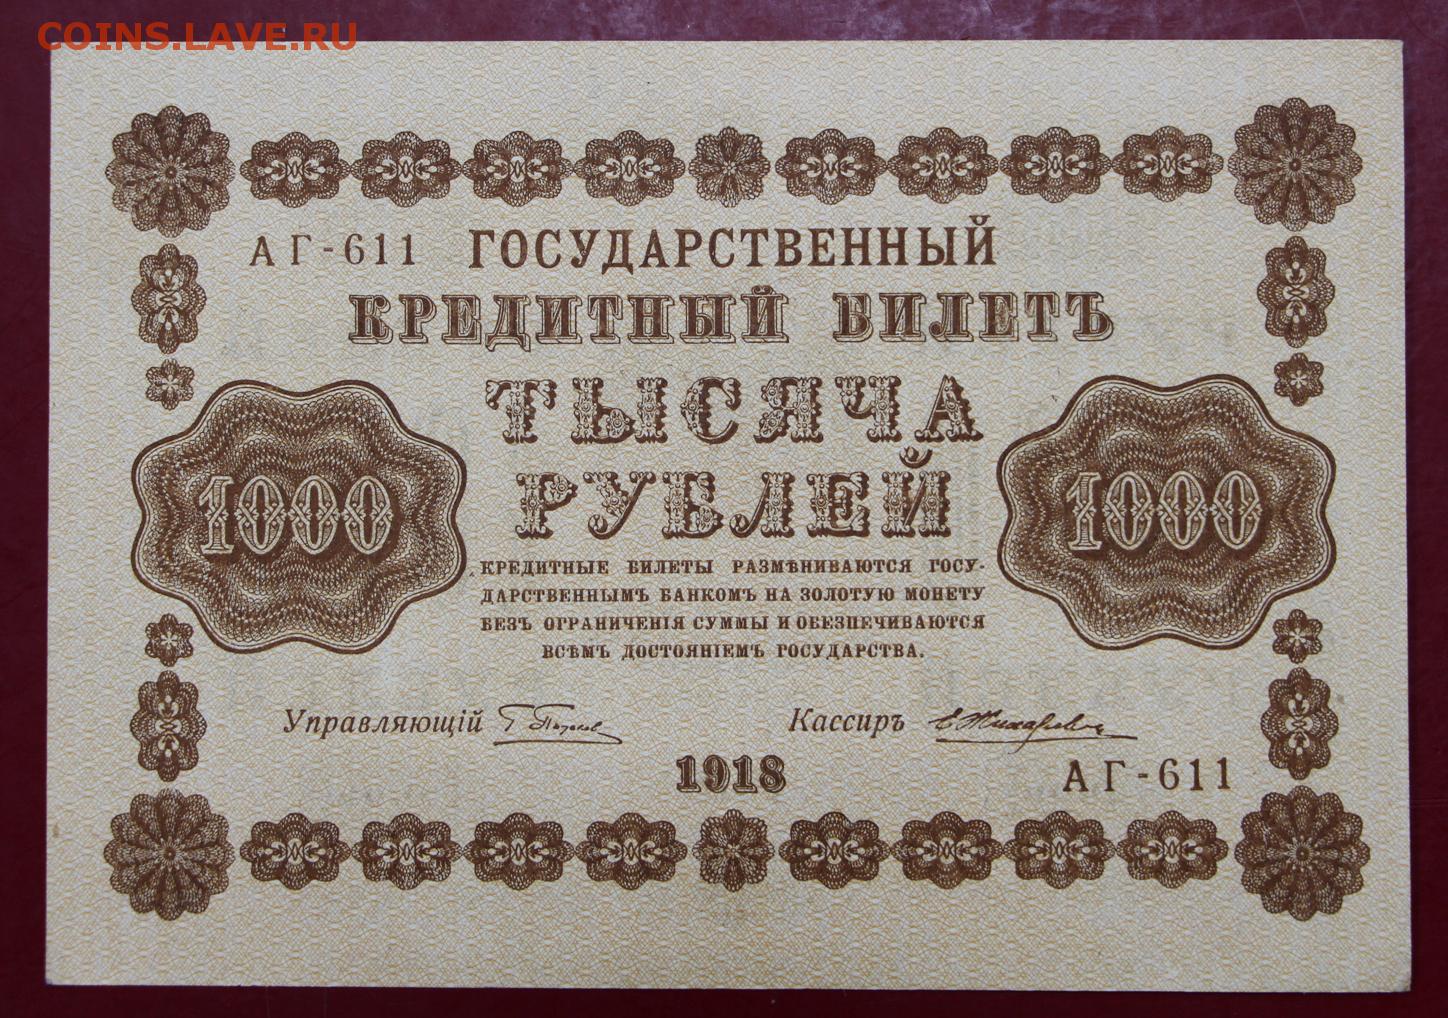 COINS.LAVE.RU
АГ-611 ГОСУДАРСТВЕННЫЙ
КРЕДИТНЫЙ БИЛЕТЪ
ТЫСЯЧА
РУБЛЕЙ
1000 1000
КРЕДИТНЫЕ БИЛЕТЫ РАЗМѢНИВАЮТСЯ ГОСУ-
ДАРСТВЕННЫМЪ БАНКОМЪ НА ЗОЛОТУЮ МОНЕТУ
БЕЗЪ ОГРАНИЧЕНІЯ СУММЫ И ОБЕЗПЕЧИВАЮТСЯ
ВСѢМЪ ДОСТОЯНІЕМЪ ГОСУДАРСТВА.
Управляющій Кассиръ
1918
АГ-611